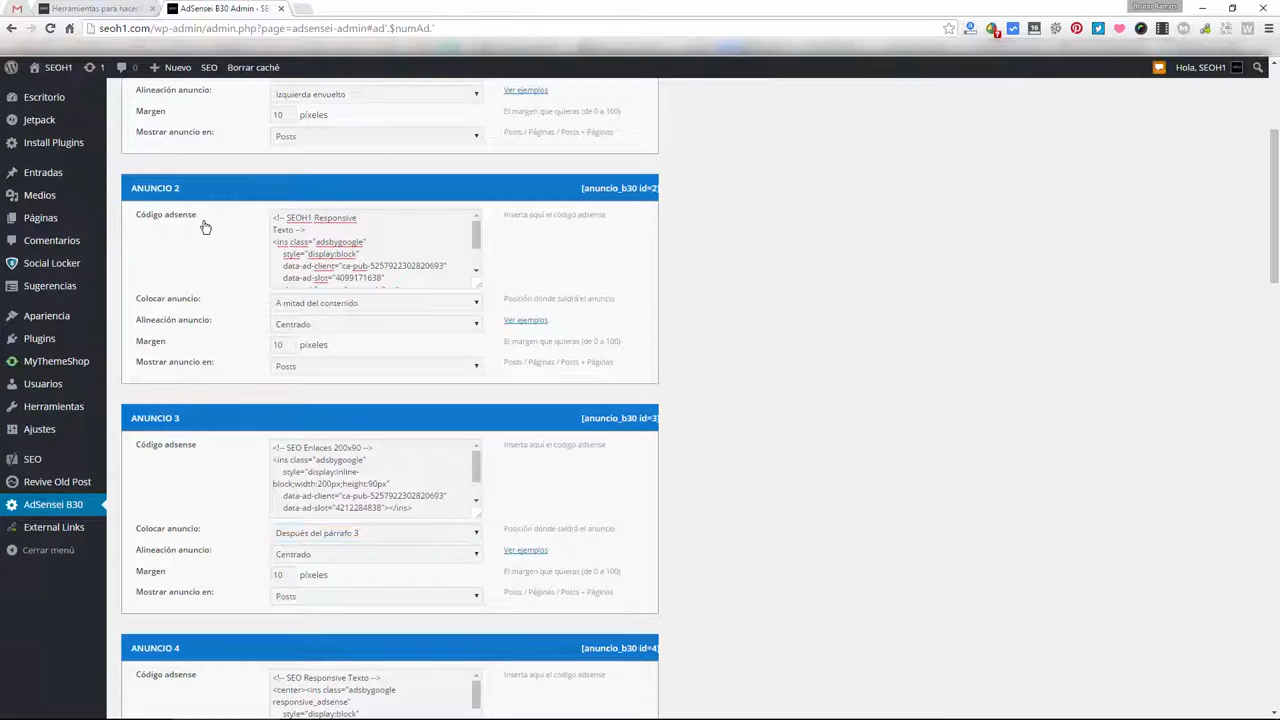 Herramientas para hacer l
AdSensei B30 Admin - SE
Bruno Ramos
seoh1.com/wp-admin/admin.php?page=adsensei-admin#ad'.$numAd.'
SEOH1
1
0
Nuevo
SEO
Borrar caché
Hola, SEOH1
Escritorio
Jetpack
Install Plugins
Entradas
Medios
Páginas
Comentarios
Social Locker
Sugerencias
Apariencia
Plugins
MyThemeShop
Usuarios
Herramientas
Ajustes
SEO
Revive Old Post
AdSensei B30
External Links
Cerrar menú
Alineación anuncio:
izquierda envuelto
Ver ejemplos
Margen
10 píxeles
El margen que quieras (de 0 a 100)
Mostrar anuncio en:
Posts
Posts / Páginas / Posts + Páginas
ANUNCIO 2
[anuncio_b30 id=2]
Código adsense
<!-- SEOH1 Responsive
Texto -->
<ins class="adsbygoogle"
style="display:block"
data-ad-client="ca-pub-5257922302820693"
data-ad-slot="4099171638"
Inserta aquí el código adsense
Colocar anuncio:
A mitad del contenido
Posición dónde saldrá el anuncio
Alineación anuncio:
Centrado
Ver ejemplos
Margen
10 píxeles
El margen que quieras (de 0 a 100)
Mostrar anuncio en:
Posts
Posts / Páginas / Posts + Páginas
ANUNCIO 3
[anuncio_b30 id=3]
Código adsense
<!-- SEO Enlaces 200x90 -->
<ins class="adsbygoogle"
style="display:inline-
block;width:200px;height:90px"
data-ad-client="ca-pub-5257922302820693"
data-ad-slot="4212284838"></ins>
Inserta aquí el código adsense
Colocar anuncio:
Después del párrafo 3
Posición dónde saldrá el anuncio
Alineación anuncio:
Centrado
Ver ejemplos
Margen
10 píxeles
El margen que quieras (de 0 a 100)
Mostrar anuncio en:
Posts
Posts / Páginas / Posts + Páginas
ANUNCIO 4
[anuncio_b30 id=4]
Código adsense
<!-- SEO Responsive Texto -->
<center><ins class="adsbygoogle
responsive_adsense"
style="display:block"
Inserta aquí el código adsense